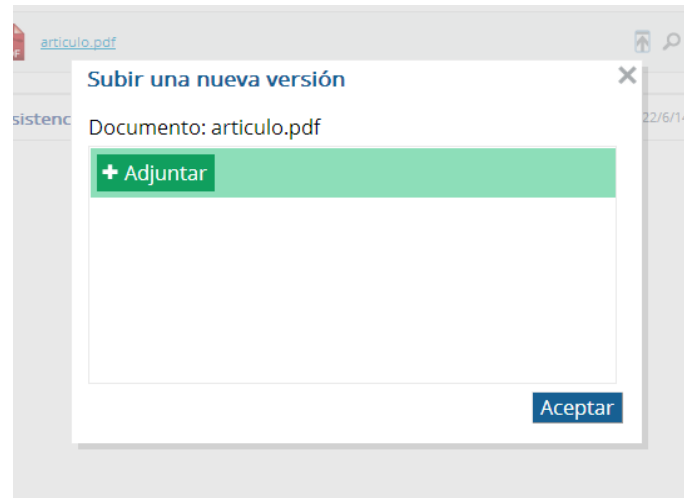 articulo.pdf
Subir una nueva versión
sistenc
22/6/14
Documento: articulo.pdf
+ Adjuntar
Aceptar